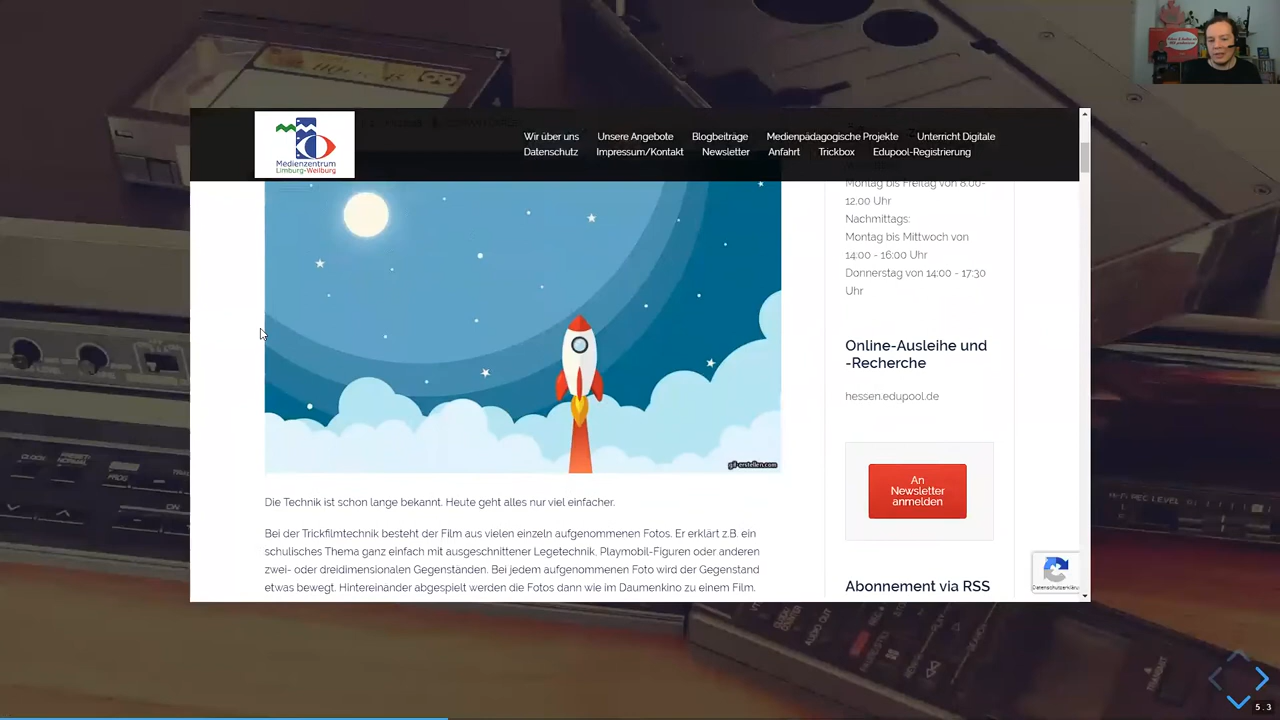 Medienzentrum
Limburg-Weilburg
Wir über uns
Unsere Angebote
Blogbeiträge
Medienpädagogische Projekte
Unterricht Digitale
Datenschutz
Impressum/Kontakt
Newsletter
Anfahrt
Trickbox
Edupool-Registrierung
gif-erstellen.com
Die Technik ist schon lange bekannt. Heute geht alles nur viel einfacher.
Bei der Trickfilmtechnik besteht der Film aus vielen einzeln aufgenommenen Fotos. Er erklärt z.B. ein
schulisches Thema ganz einfach mit ausgeschnittener Legetechnik, Playmobil-Figuren oder anderen
zwei- oder dreidimensionalen Gegenständen. Bei jedem aufgenommenen Foto wird der Gegenstand
etwas bewegt. Hintereinander abgespielt werden die Fotos dann wie im Daumenkino zu einem Film.
Montag bis Freitag von 8.00-
12.00 Uhr
Nachmittags:
Montag bis Mittwoch von
14:00 - 16:00 Uhr
Donnerstag von 14:00 - 17:30
Uhr
Online-Ausleihe und
-Recherche
hessen.edupool.de
An
Newsletter
anmelden
Abonnement via RSS
CLOCK
AUDIO OUT
REC LEVEL
5.3